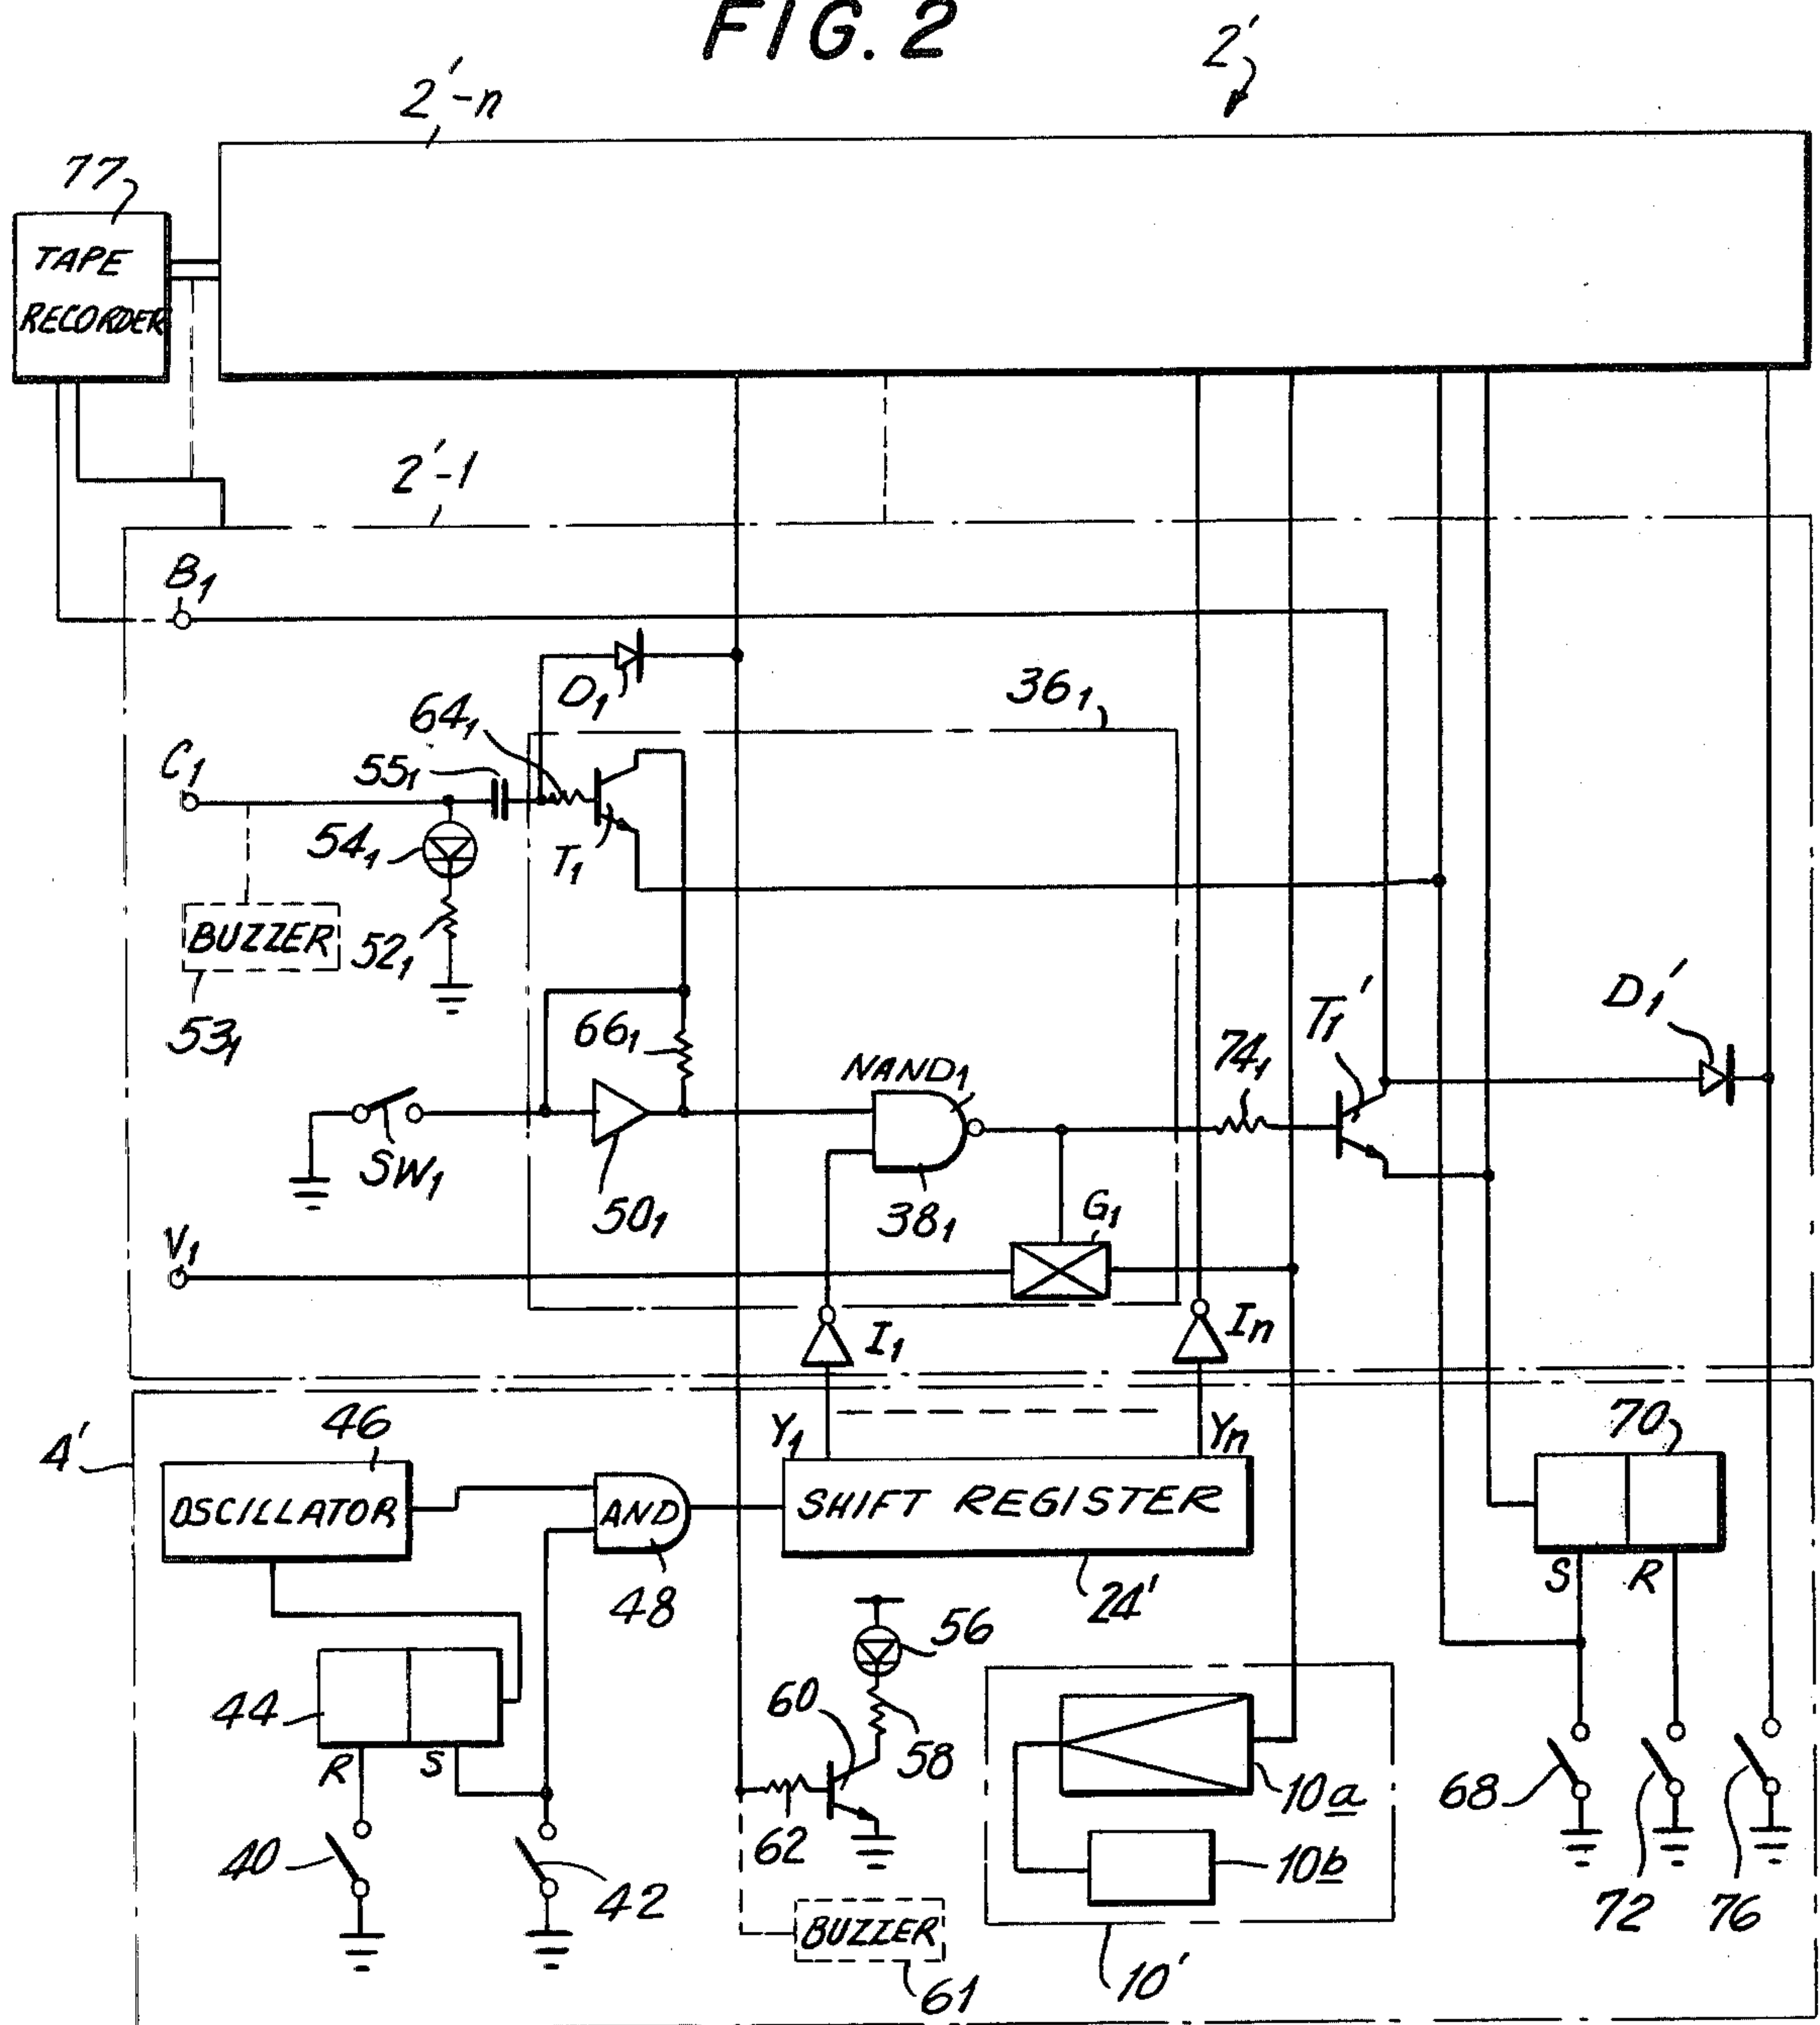 FIG. 2
2'
2'-n
77
TAPE
RECORDER
2'-1
B₁
D₁
36₁
64₁
C₁
55₁
54₁
T₁
BUZZER
52₁
53₁
66₁
NAND₁
74₁
T₁'
D₁'
SW₁
50₁
38₁
G₁
V₁
I₁
In
4'
46
Y₁
Yn
70
OSCILLATOR
AND
SHIFT REGISTER
48
24'
S
R
56
44
60
58
R
S
10a
68
62
10b
40
42
72
76
BUZZER
61
10'